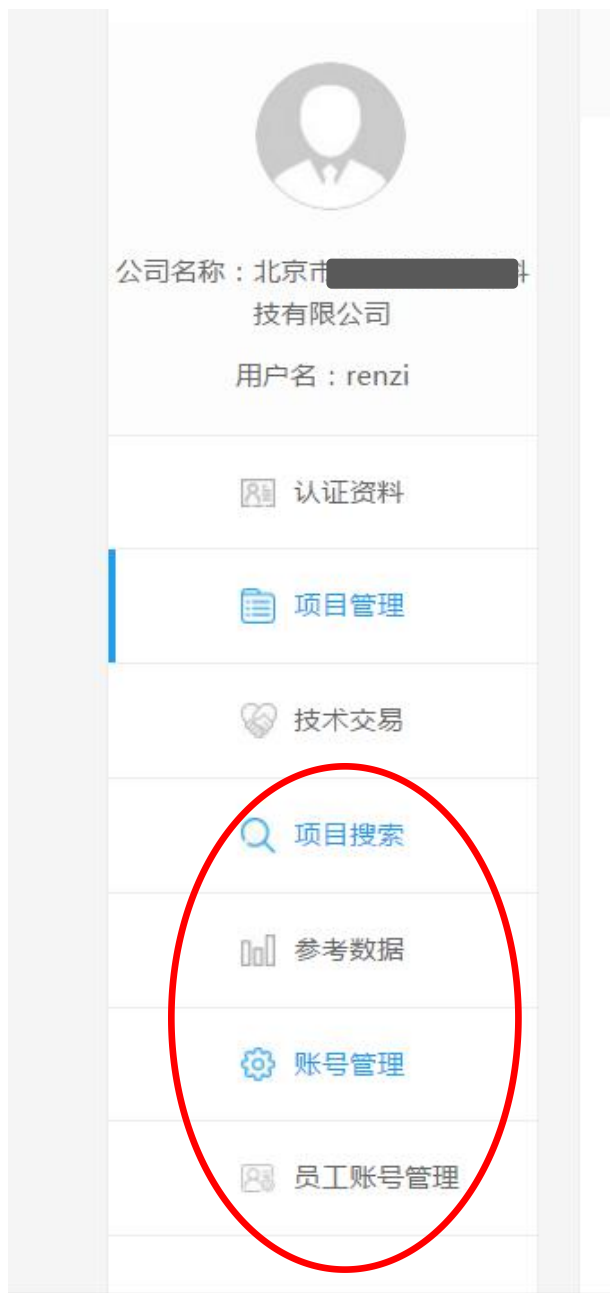 公司名称：北京市
技有限公司
用户名：renzi
认证资料
项目管理
技术交易
项目搜索
参考数据
账号管理
员工账号管理